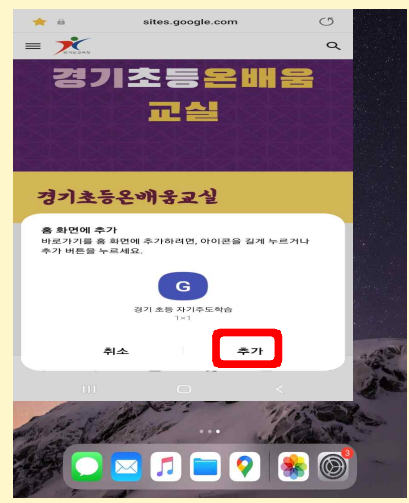 sites.google.com
경기초등온배움
교실
경기초등온배움교실
홈 화면에 추가
바로가기를 홈 화면에 추가하려면, 아이콘을 길게 누르거나
추가 버튼을 누르세요.
G
경기 초등 자기주도학습
1×1
취소
추가
3